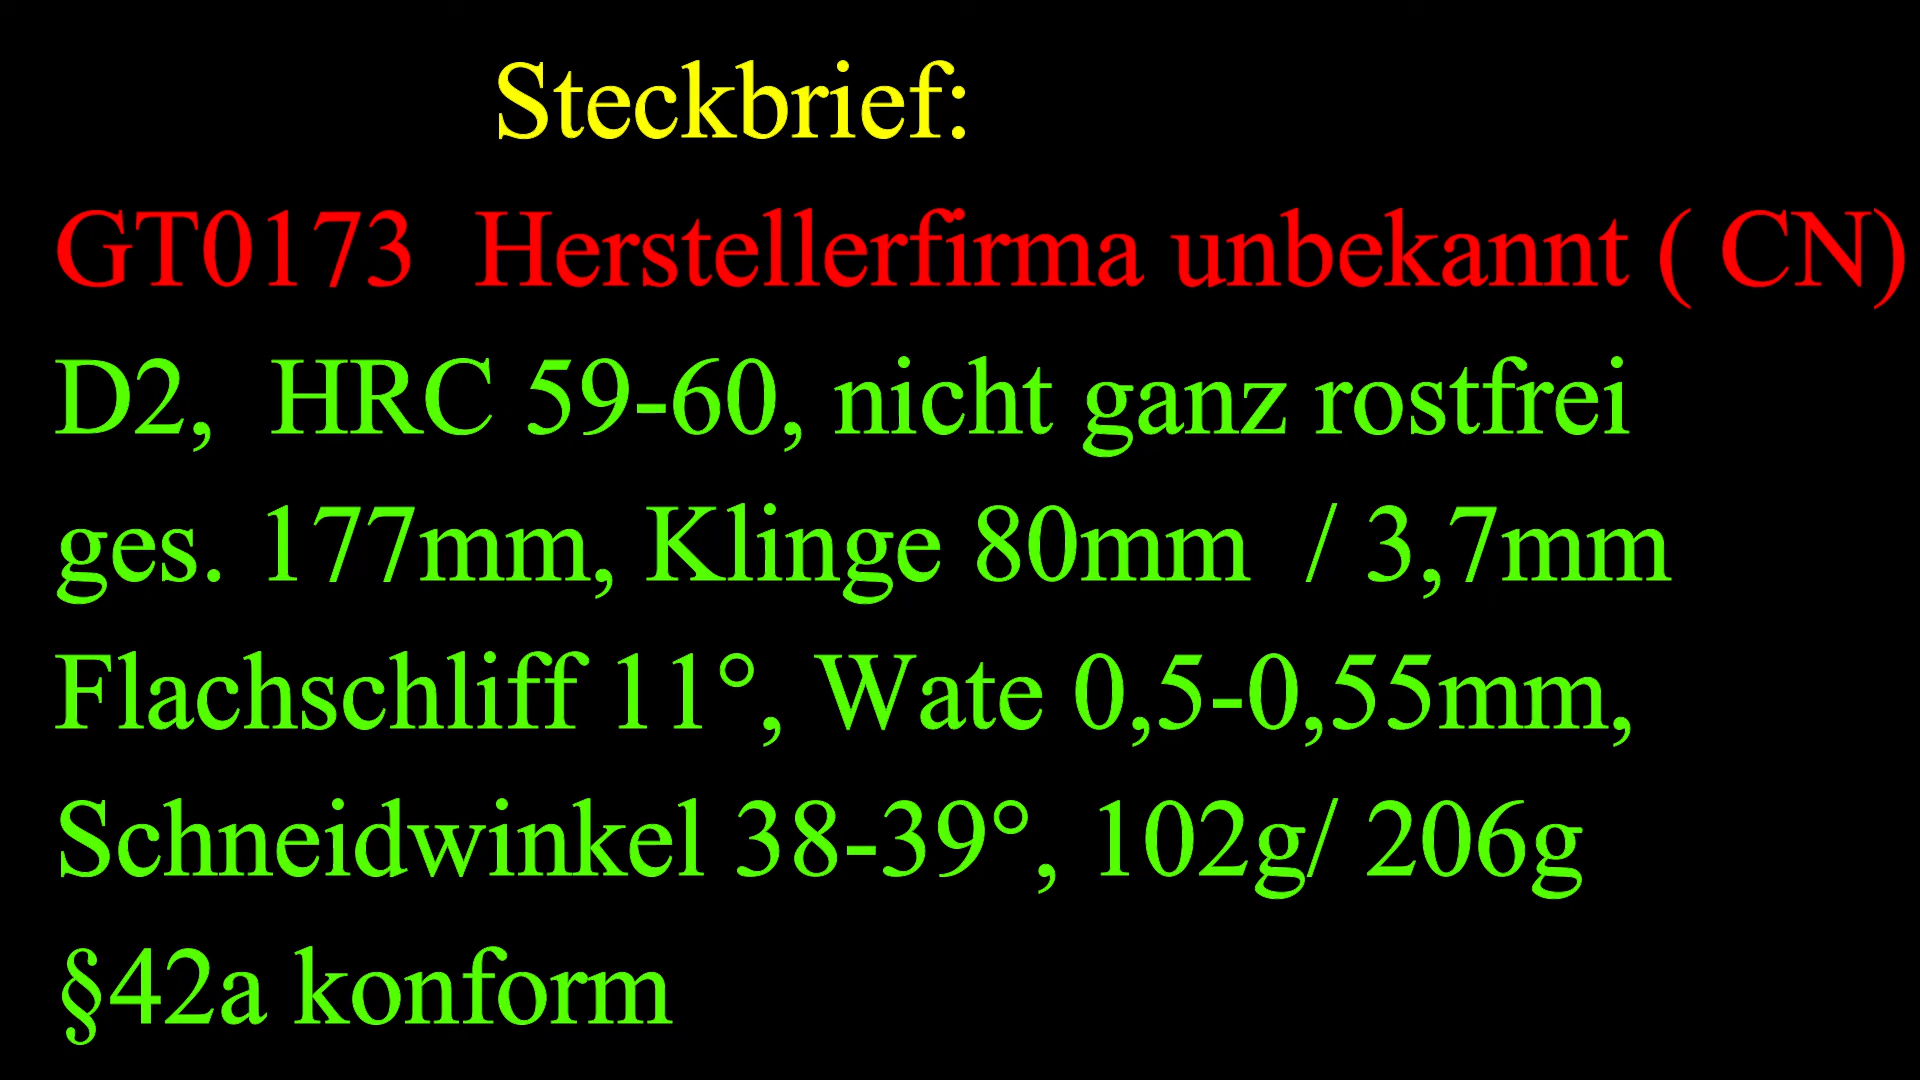 Steckbrief:
GT0173 Herstellerfirma unbekannt ( CN)
D2, HRC 59-60, nicht ganz rostfrei
ges. 177mm, Klinge 80mm / 3,7mm
Flachschliff 11°, Wate 0,5-0,55mm,
Schneidwinkel 38-39°, 102g/ 206g
§42a konform